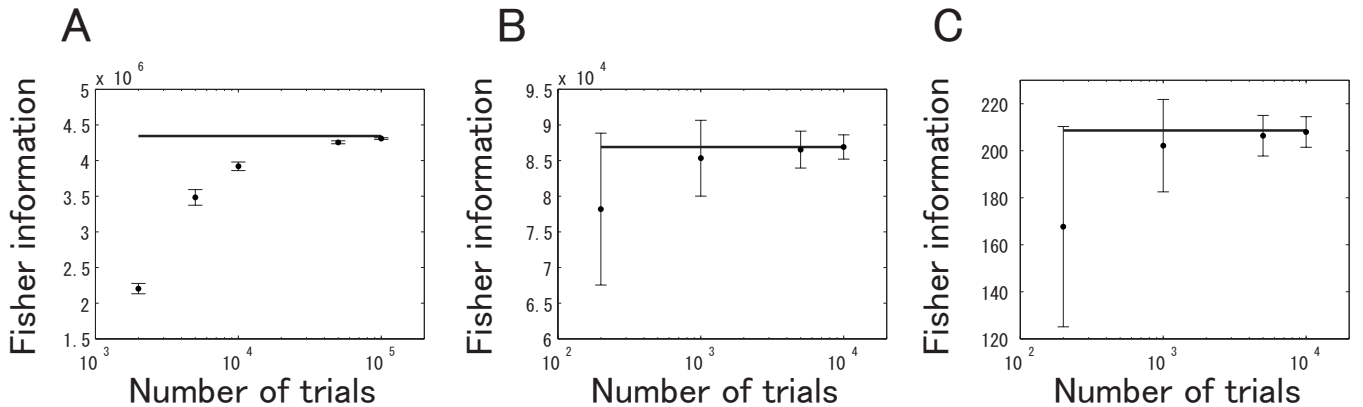 A
x 10^6
Fisher information
5
4.5
4
3.5
3
2.5
2
1.5
10^3
10^4
10^5
Number of trials
B
x 10^4
Fisher information
9.5
9
8.5
8
7.5
7
6.5
6
10^2
10^3
10^4
Number of trials
C
Fisher information
220
200
180
160
140
120
10^2
10^3
10^4
Number of trials